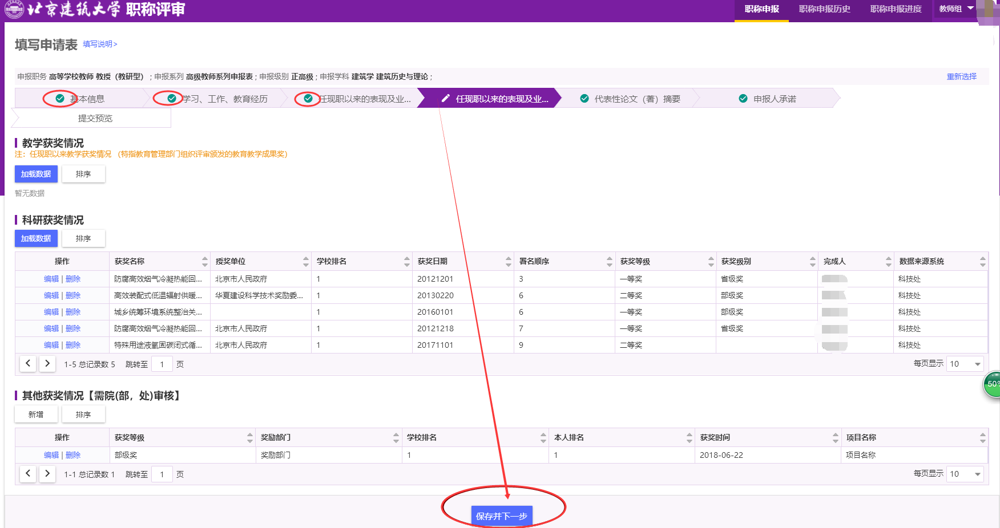 北京建筑大学 职称评审
职称申报 职称申报历史 职称申报进度 教师组
填写申请表 填写说明>
申报职务 高等学校教师 教授（教研型） ; 申报系列 高级教师系列申报表 ; 申报级别 正高级 ; 申报学科 建筑学 建筑历史与理论 ; 重新选择
基本信息 学习、工作、教育经历 任现职以来的表现及业... 任现职以来的表现及业... 代表性论文（著）摘要 申报人承诺
提交预览
教学获奖情况
注：任现职以来教学获奖情况 （特指教育管理部门组织评审颁发的教育教学成果奖）
加载数据 排序
暂无数据
科研获奖情况
加载数据 排序
操作 获奖名称 授奖单位 学校排名 获奖日期 署名顺序 获奖等级 获奖级别 完成人 数据来源系统
编辑 | 删除 防腐高效烟气冷凝热能回... 北京市人民政府 1 20121201 3 一等奖 省级奖 科技处
编辑 | 删除 高效装配式低温辐射供暖... 华夏建设科学技术奖励委... 1 20130220 6 二等奖 部级奖 科技处
编辑 | 删除 城乡统筹环境系统整治关... 1 20160101 6 一等奖 部级奖 科技处
编辑 | 删除 防腐高效烟气冷凝热能回... 北京市人民政府 1 20121218 7 一等奖 省级奖 科技处
编辑 | 删除 特殊用途液氧固碳闭式循... 北京市人民政府 1 20171101 9 二等奖 科技处
1-5 总记录数 5 跳转至 1 页 每页显示 10
50%
其他获奖情况【需院(部，处)审核】
新增 排序
操作 获奖等级 奖励部门 学校排名 本人排名 获奖时间 项目名称
编辑 | 删除 部级奖 奖励部门 1 1 2018-06-22 项目名称
1-1 总记录数 1 跳转至 1 页 每页显示 10
保存并下一步